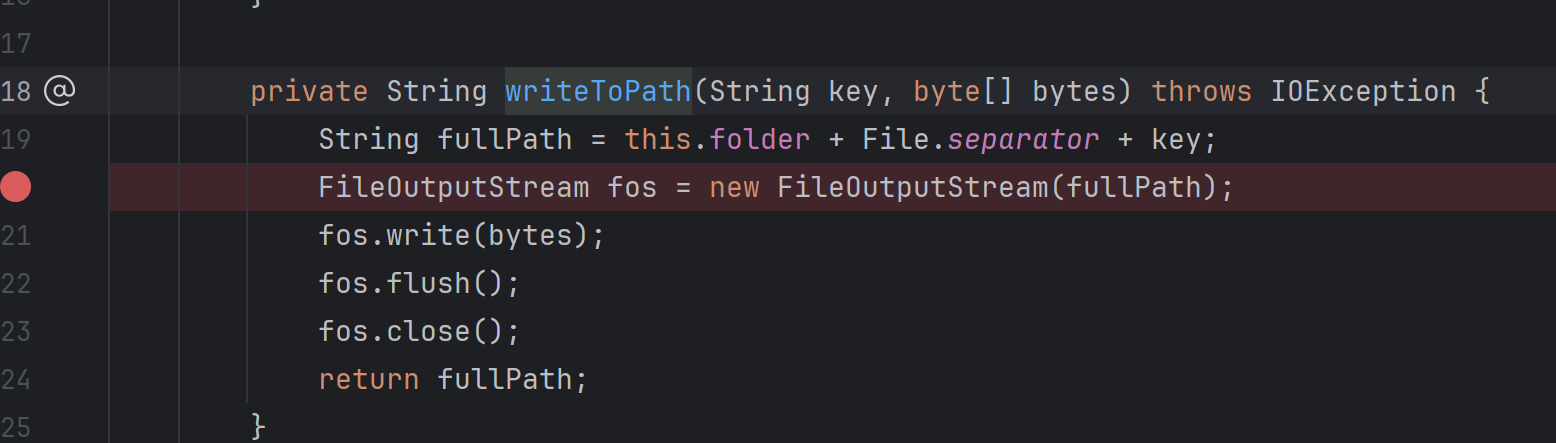 }
17
18 @ private String writeToPath(String key, byte[] bytes) throws IOException {
19 String fullPath = this.folder + File.separator + key;
FileOutputStream fos = new FileOutputStream(fullPath);
21 fos.write(bytes);
22 fos.flush();
23 fos.close();
24 return fullPath;
25 }